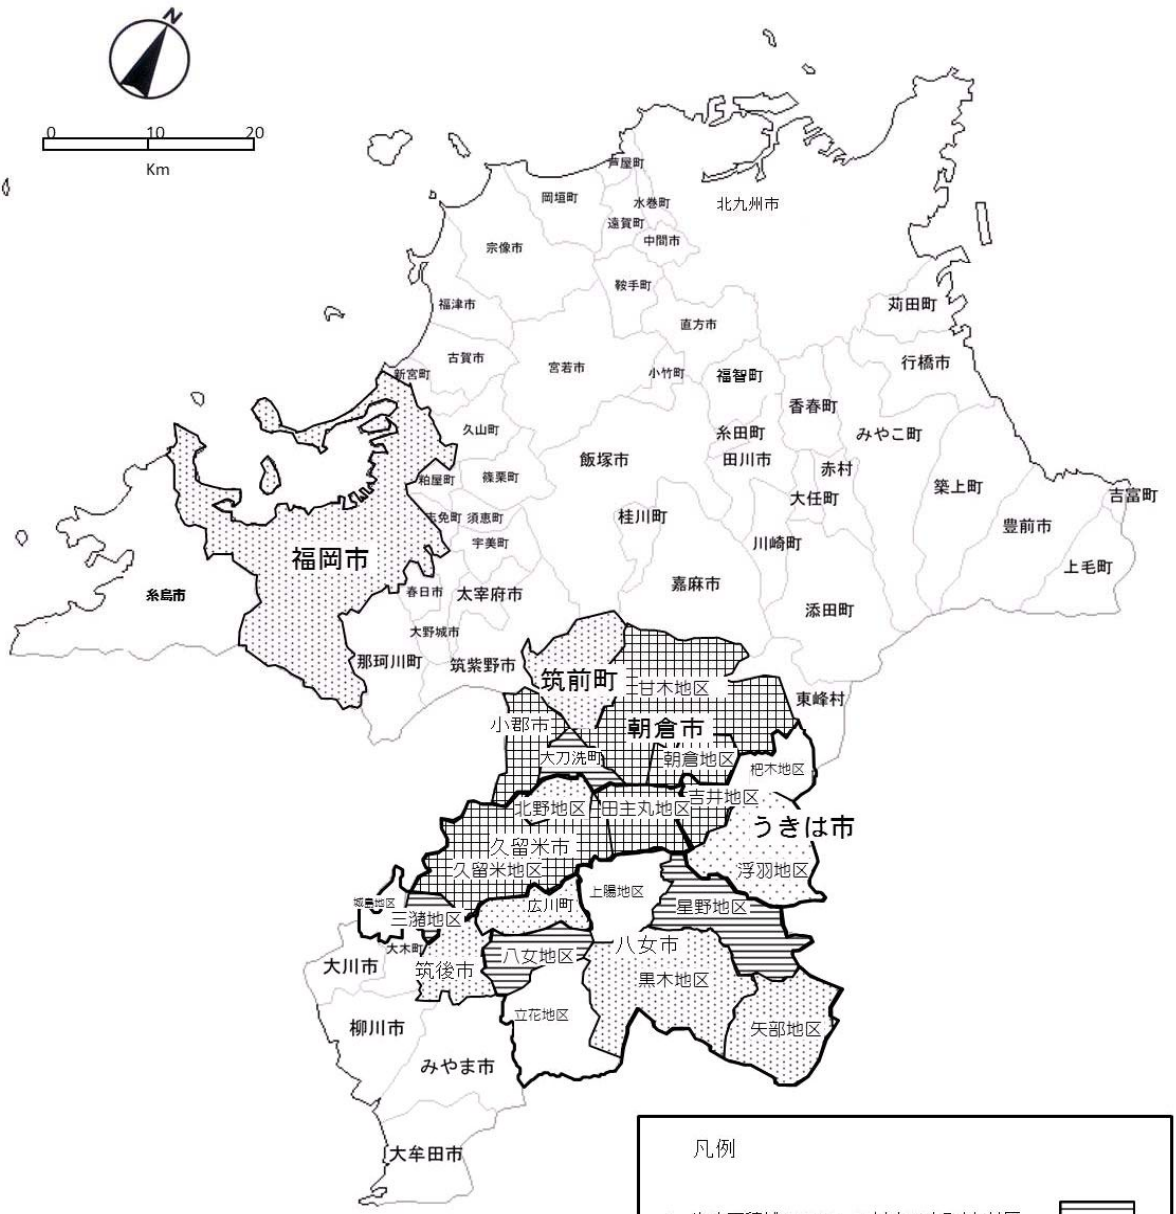 N
0 10 20
Km
芦屋町
岡垣町
水巻町
北九州市
遠賀町
中間市
宗像市
鞍手町
福津市
苅田町
直方市
古賀市
宮若市
小竹町
福智町
行橋市
新宮町
香春町
久山町
糸田町
みやこ町
飯塚市
田川市
赤村
粕屋町
篠栗町
大任町
築上町
吉富町
志免町
須恵町
桂川町
豊前市
宇美町
川崎町
福岡市
上毛町
糸島市
春日市
太宰府市
嘉麻市
添田町
大野城市
那珂川町
筑紫野市
筑前町
甘木地区
東峰村
小郡市
朝倉市
大刀洗町
朝倉地区
杷木地区
北野地区
田主丸地区
吉井地区
うきは市
久留米市
久留米地区
浮羽地区
上陽地区
城島地区
三潴地区
広川町
星野地区
大木町
八女市
大川市
筑後市
八女地区
黒木地区
立花地区
柳川市
矢部地区
みやま市
大牟田市
凡例